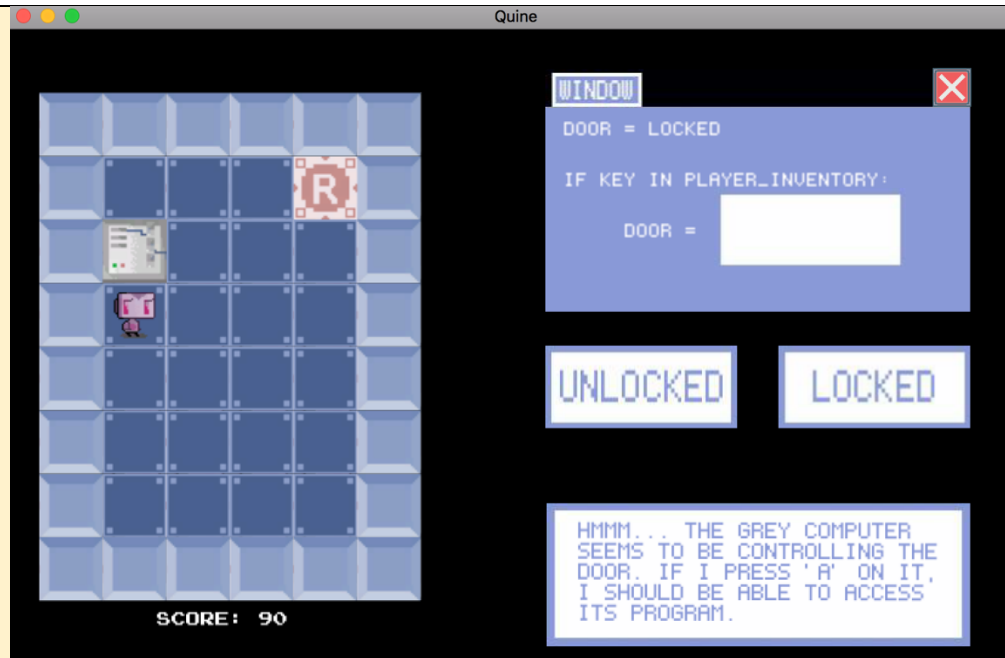 Quine
R
SCORE: 90
WINDOW
DOOR = LOCKED
IF KEY IN PLAYER_INVENTORY:
DOOR =
UNLOCKED
LOCKED
HMMM... THE GREY COMPUTER
SEEMS TO BE CONTROLLING THE
DOOR. IF I PRESS 'A' ON IT,
I SHOULD BE ABLE TO ACCESS
ITS PROGRAM.